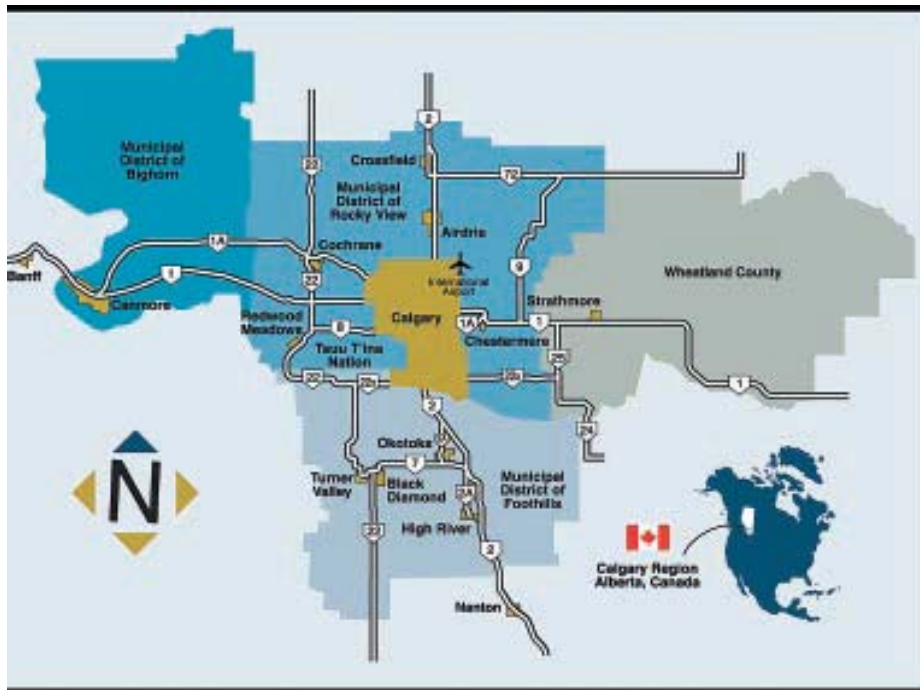 2
22
Crossfield
72
Municipal
District of
Bighorn
Municipal
District of
Rocky View
Airdrie
1A
Cochrane
Banff
1
22
9
International
Airport
Wheatland County
Canmore
Strathmore
Redwood
Meadows
8
Calgary
1A
1
Chestermere
Tsuu T'ina
Nation
22
22x
22x
25
1
2
24
Okotoks
N
Turner
Valley
7
Black
Diamond
2A
Municipal
District of
Foothills
High River
22
2
Calgary Region
Alberta, Canada
Nanton